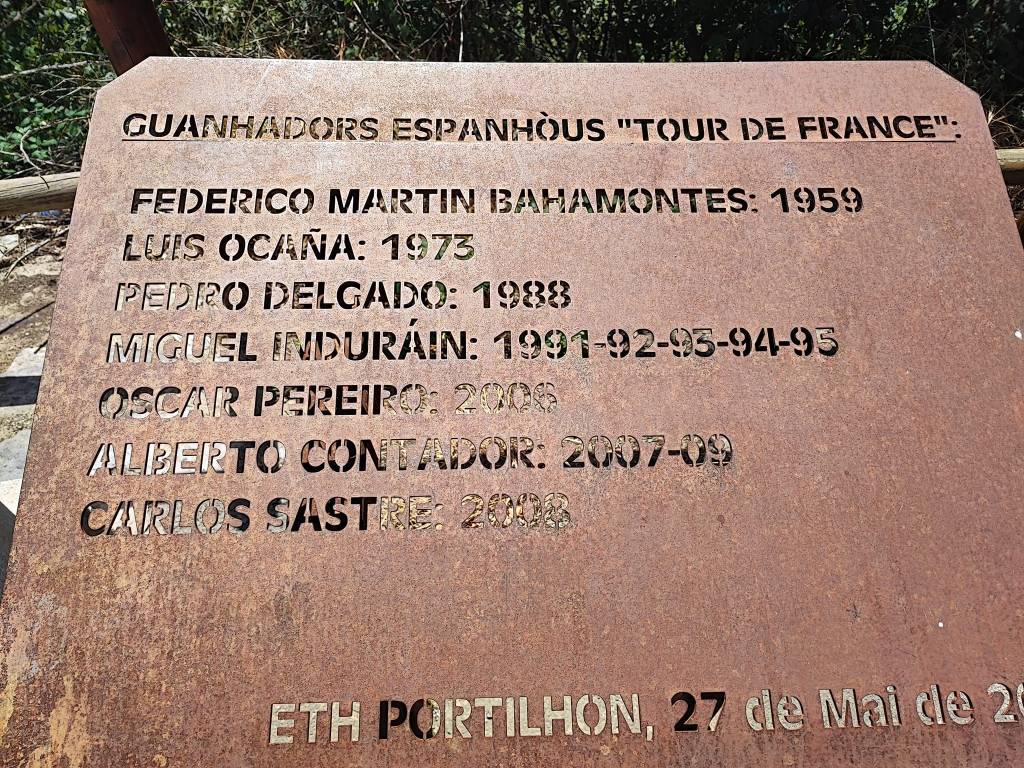 GUANHADORS ESPANHÒUS "TOUR DE FRANCE":
FEDERICO MARTIN BAHAMONTES: 1959
LUIS OCAÑA: 1973
PEDRO DELGADO: 1988
MIGUEL INDURÁIN: 1991-92-93-94-95
OSCAR PEREIRO: 2006
ALBERTO CONTADOR: 2007-09
CARLOS SASTRE: 2008
ETH PORTILHON, 27 de Mai de